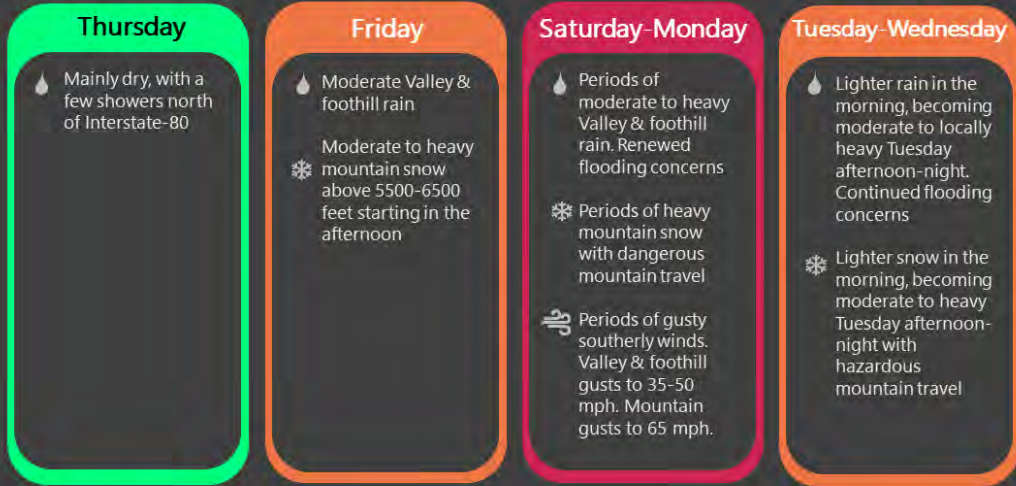 Thursday
Mainly dry, with a
few showers north
of Interstate-80
Friday
Moderate Valley &
foothill rain
Moderate to heavy
mountain snow
above 5500-6500
feet starting in the
afternoon
Saturday-Monday
Periods of
moderate to heavy
Valley & foothill
rain. Renewed
flooding concerns
Periods of heavy
mountain snow
with dangerous
mountain travel
Periods of gusty
southerly winds.
Valley & foothill
gusts to 35-50
mph. Mountain
gusts to 65 mph.
Tuesday-Wednesday
Lighter rain in the
morning, becoming
moderate to locally
heavy Tuesday
afternoon-night.
Continued flooding
concerns
Lighter snow in the
morning, becoming
moderate to heavy
Tuesday afternoon-
night with
hazardous
mountain travel